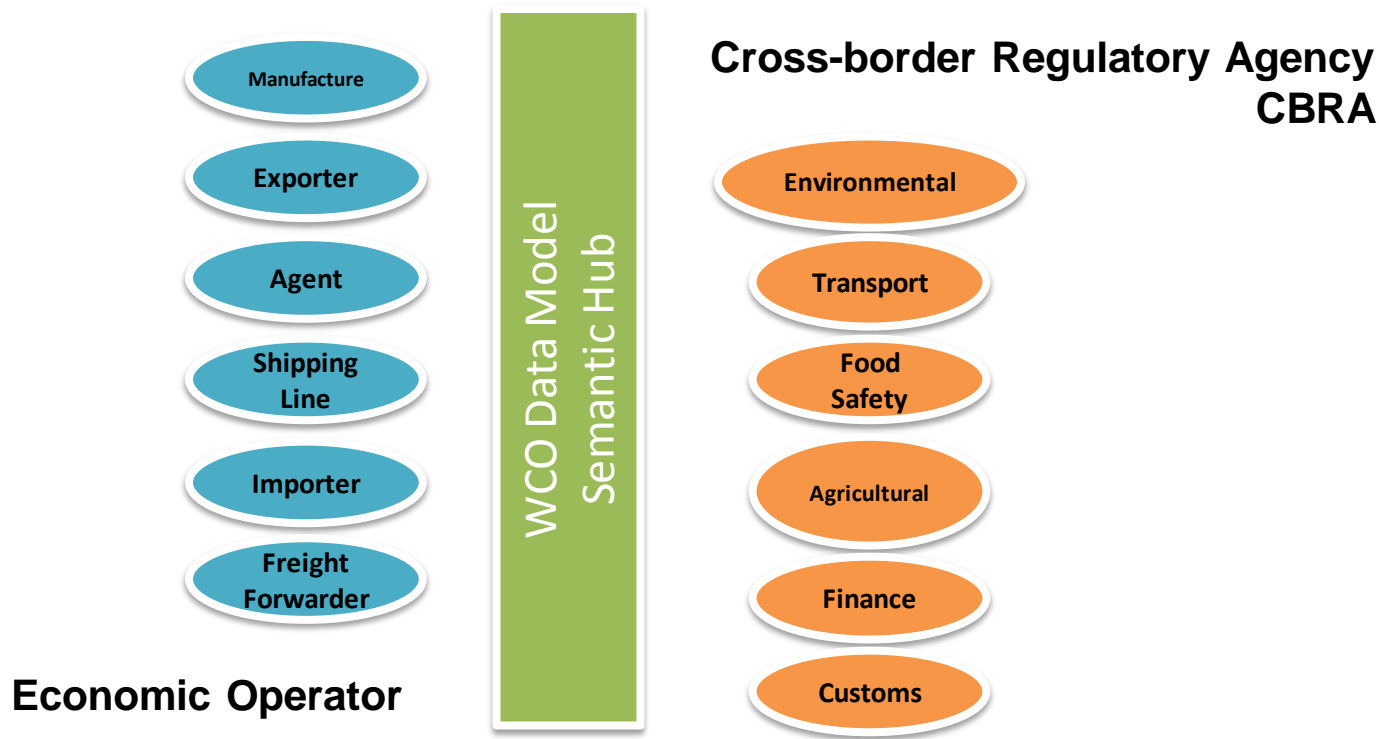 Manufacture
Exporter
Agent
Shipping
Line
Importer
Freight
Forwarder
Economic Operator
WCO Data Model
Semantic Hub
Cross-border Regulatory Agency
CBRA
Environmental
Transport
Food
Safety
Agricultural
Finance
Customs